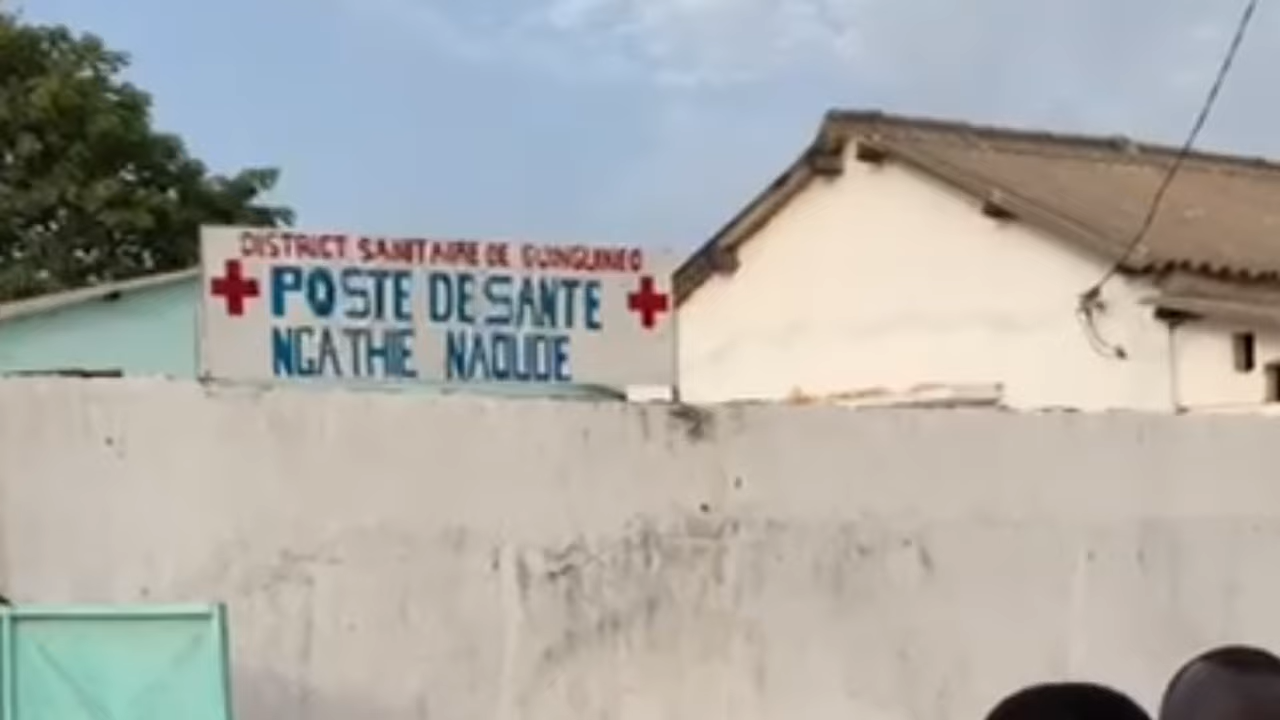 DISTRICT SANITAIRE DE GUINGUINEO
POSTE DE SANTE
NGATHIE NAOUDE